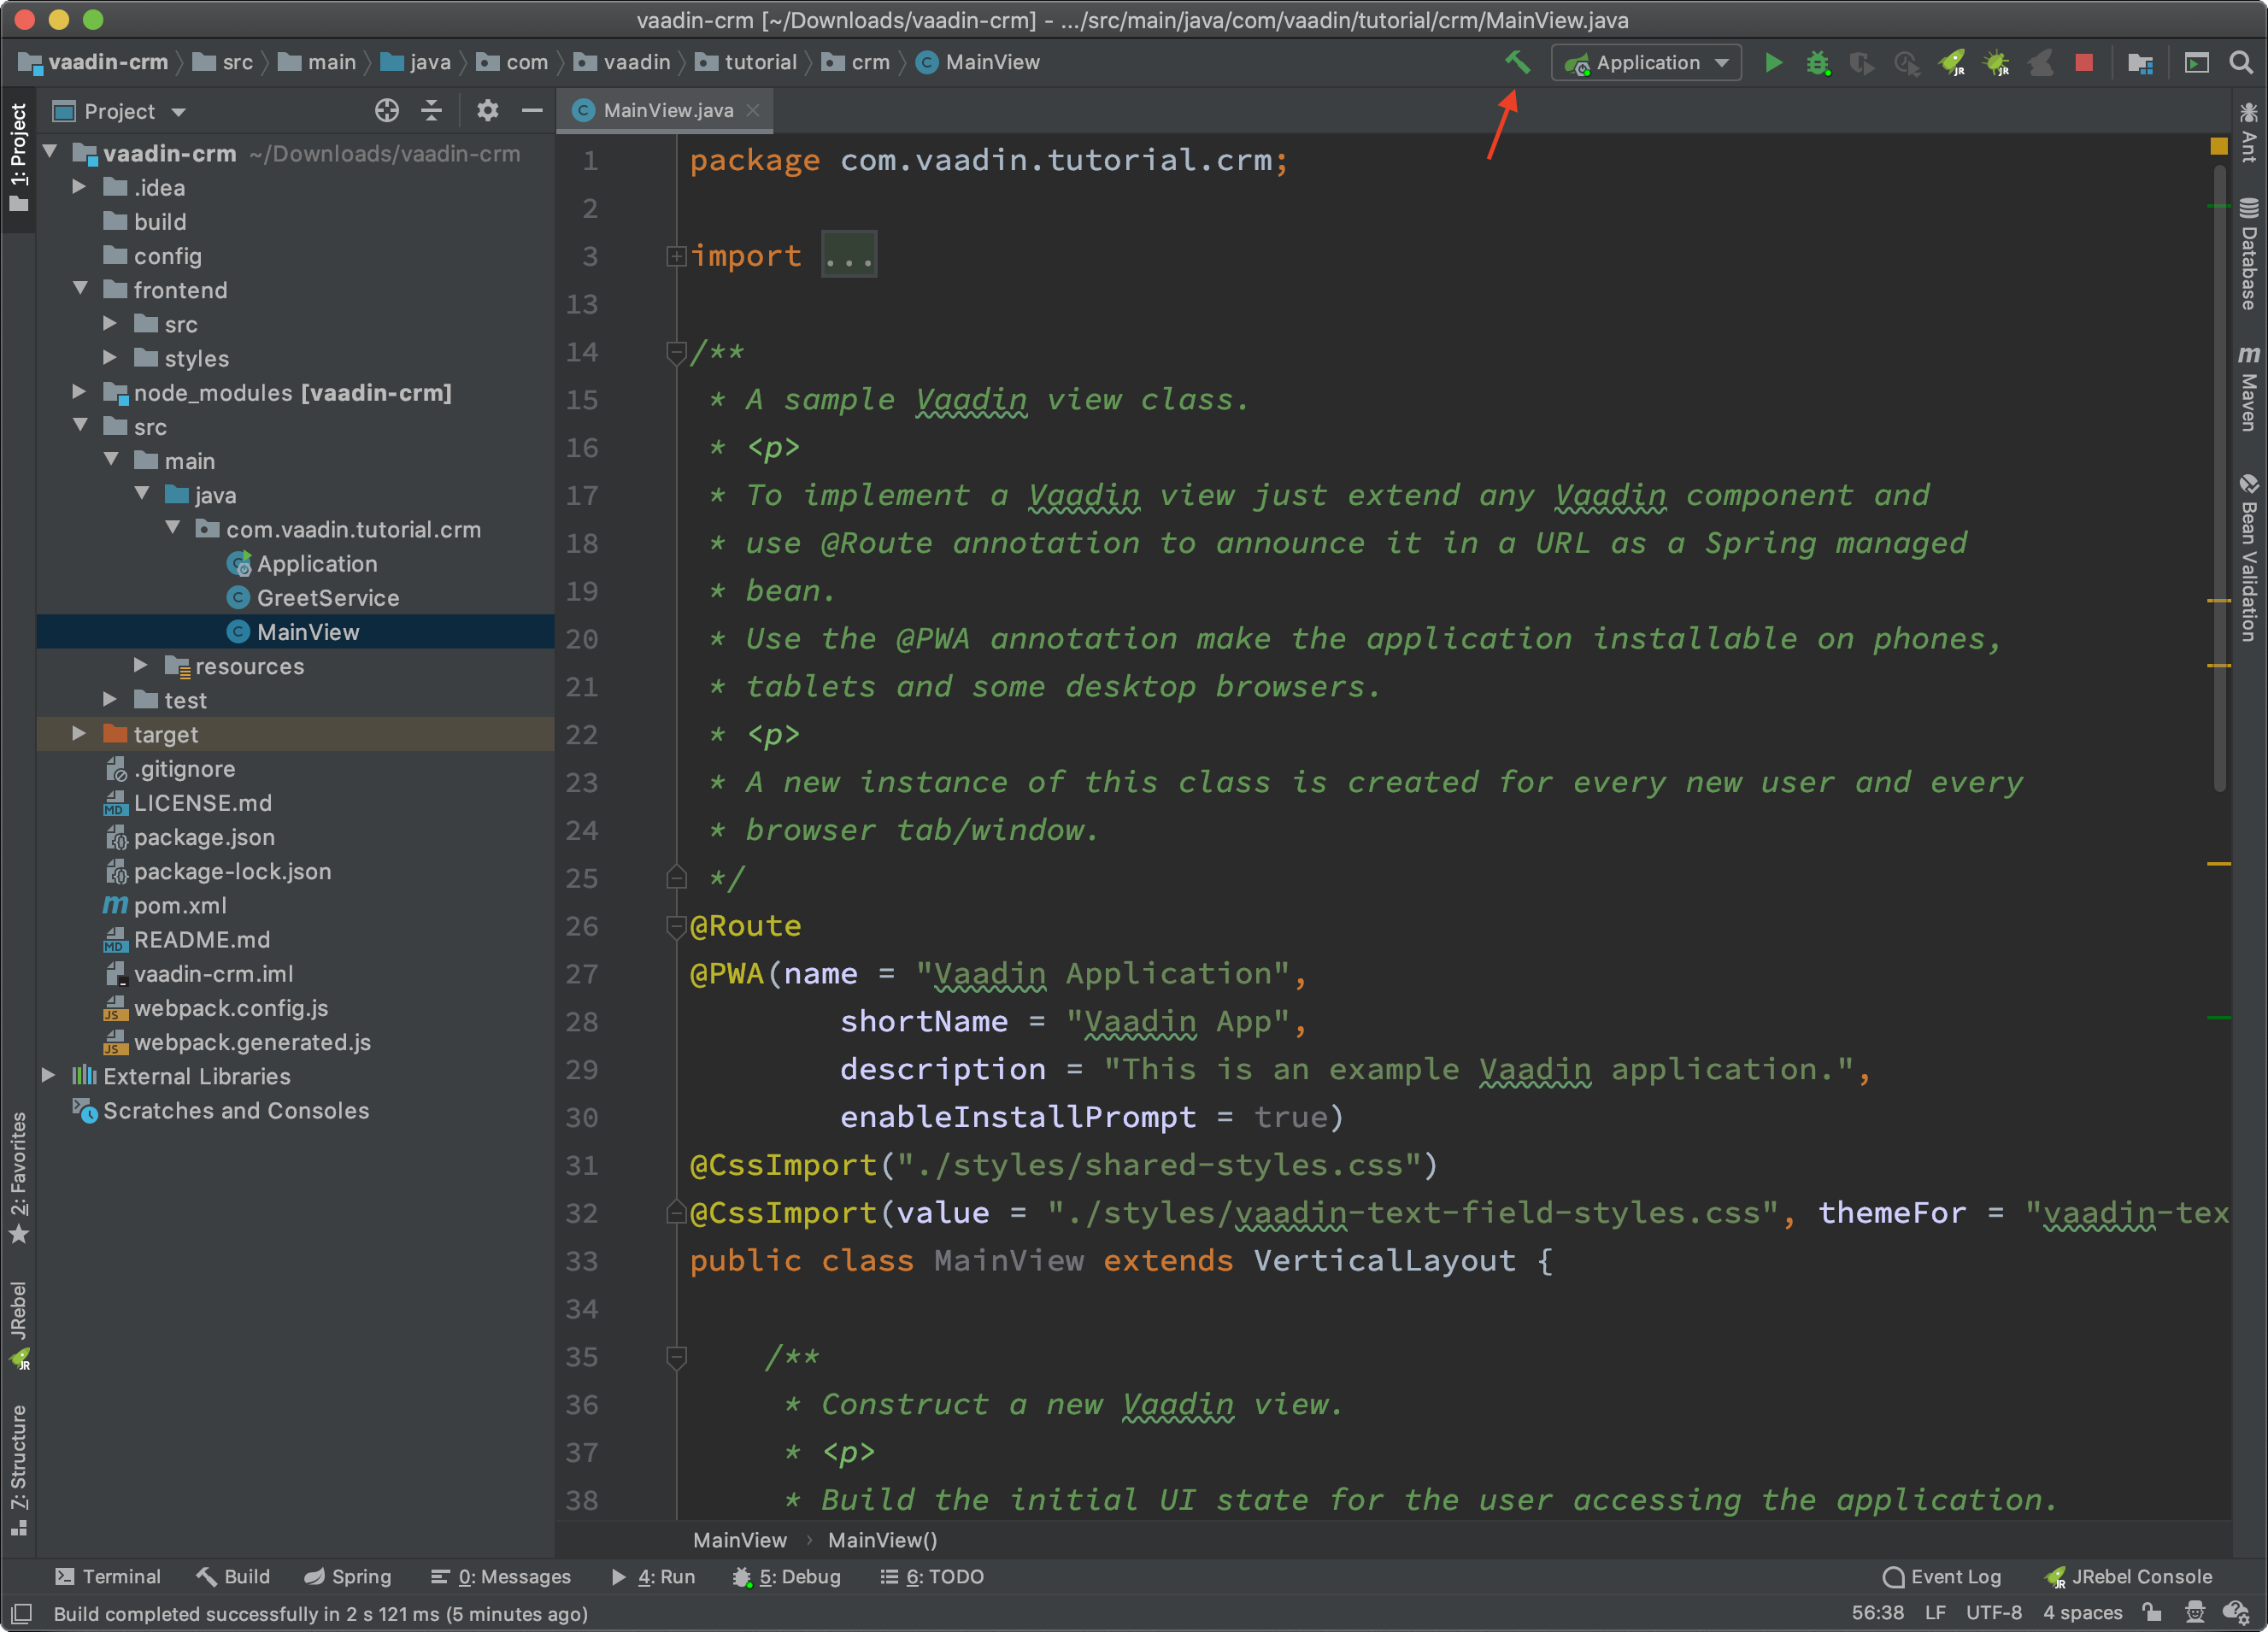 vaadin-crm [~/Downloads/vaadin-crm] - .../src/main/java/com/vaadin/tutorial/crm/MainView.java
vaadin-crm src main java com vaadin tutorial crm MainView
Application
JR JR
Project
MainView.java
1: Project
vaadin-crm ~/Downloads/vaadin-crm
.idea
build
config
frontend
src
styles
node_modules [vaadin-crm]
src
main
java
com.vaadin.tutorial.crm
Application
GreetService
MainView
resources
test
target
.gitignore
LICENSE.md
package.json
package-lock.json
pom.xml
README.md
vaadin-crm.iml
webpack.config.js
webpack.generated.js
External Libraries
Scratches and Consoles
2: Favorites
JRebel
7: Structure
1 package com.vaadin.tutorial.crm;
2
3 import ...
13
14 /**
15 * A sample Vaadin view class.
16 * <p>
17 * To implement a Vaadin view just extend any Vaadin component and
18 * use @Route annotation to announce it in a URL as a Spring managed
19 * bean.
20 * Use the @PWA annotation make the application installable on phones,
21 * tablets and some desktop browsers.
22 * <p>
23 * A new instance of this class is created for every new user and every
24 * browser tab/window.
25 */
26 @Route
27 @PWA(name = "Vaadin Application",
28 shortName = "Vaadin App",
29 description = "This is an example Vaadin application.",
30 enableInstallPrompt = true)
31 @CssImport("./styles/shared-styles.css")
32 @CssImport(value = "./styles/vaadin-text-field-styles.css", themeFor = "vaadin-tex
33 public class MainView extends VerticalLayout {
34
35 /**
36 * Construct a new Vaadin view.
37 * <p>
38 * Build the initial UI state for the user accessing the application.
Ant
Database
Maven
Bean Validation
MainView › MainView()
Terminal Build Spring 0: Messages 4: Run 5: Debug 6: TODO Event Log JRebel Console
Build completed successfully in 2 s 121 ms (5 minutes ago) 56:38 LF UTF-8 4 spaces